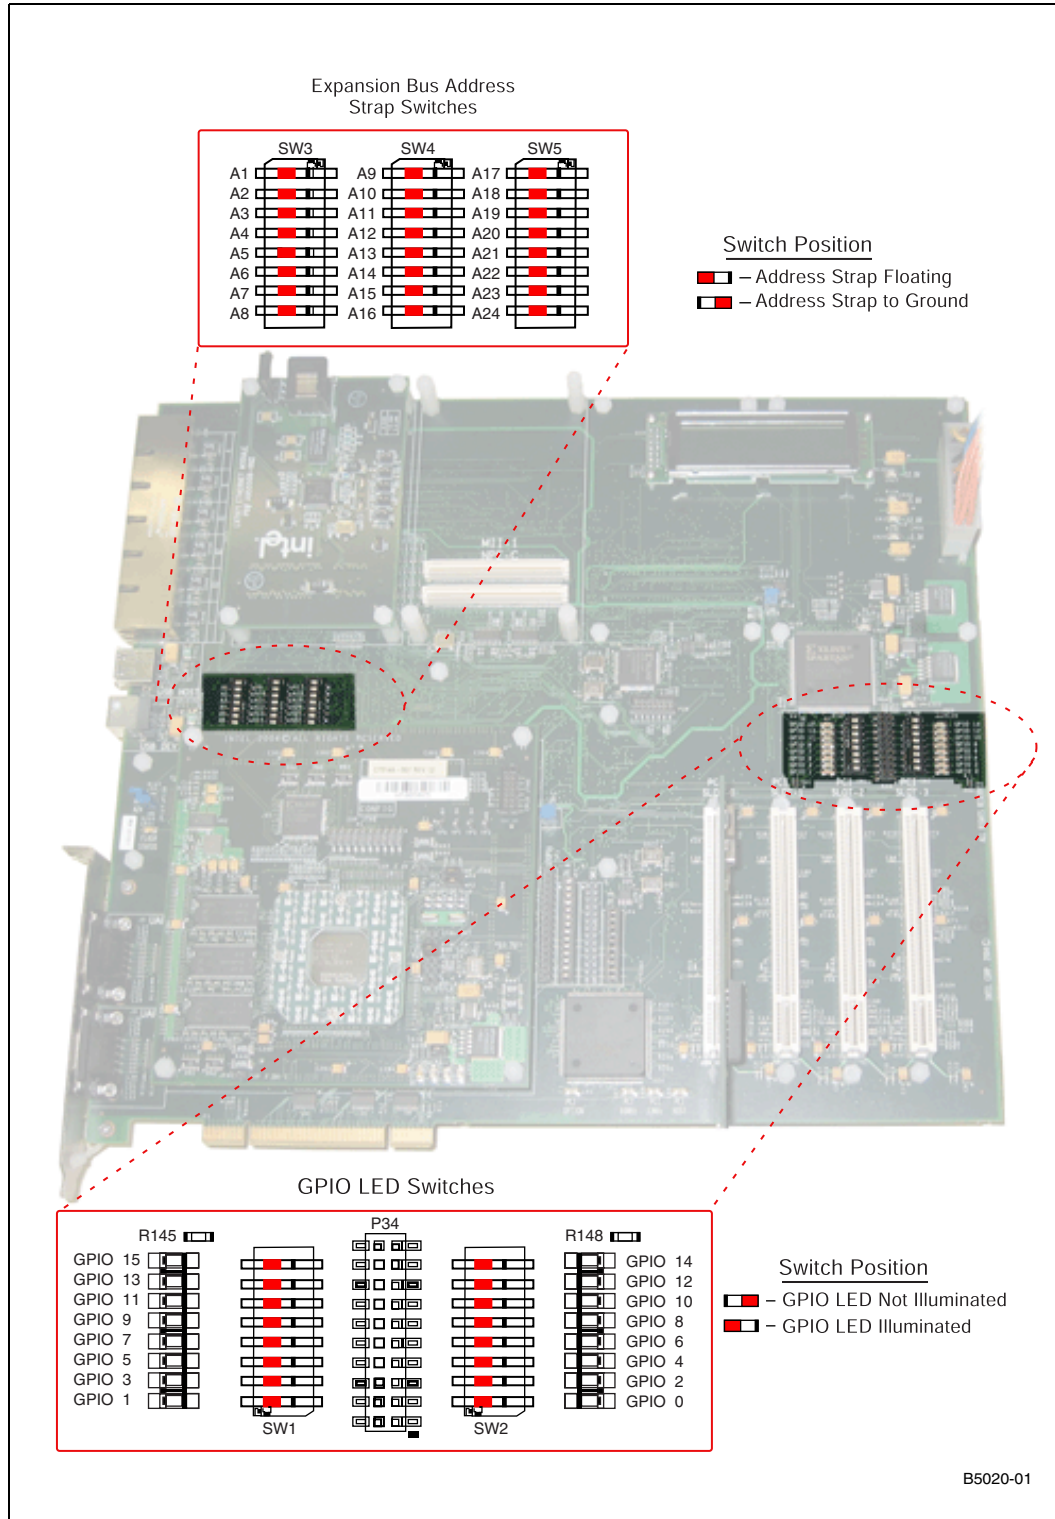 Expansion Bus Address
Strap Switches
SW3 SW4 SW5
A1 A9 A17
A2 A10 A18
A3 A11 A19
A4 A12 A20
A5 A13 A21
A6 A14 A22
A7 A15 A23
A8 A16 A24
Switch Position
– Address Strap Floating
– Address Strap to Ground
intel
MII-1
GPIO LED Switches
R145 P34 R148
GPIO 15 GPIO 14
GPIO 13 GPIO 12
GPIO 11 GPIO 10
GPIO 9 GPIO 8
GPIO 7 GPIO 6
GPIO 5 GPIO 4
GPIO 3 GPIO 2
GPIO 1 GPIO 0
SW1 SW2
Switch Position
– GPIO LED Not Illuminated
– GPIO LED Illuminated
B5020-01